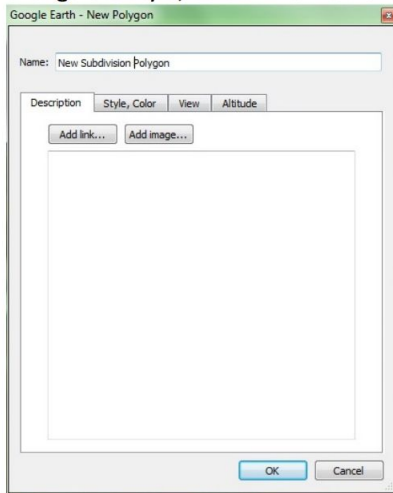 Google Earth - New Polygon
Name: New Subdivision Polygon
Description Style, Color View Altitude
Add link... Add image...
OK Cancel